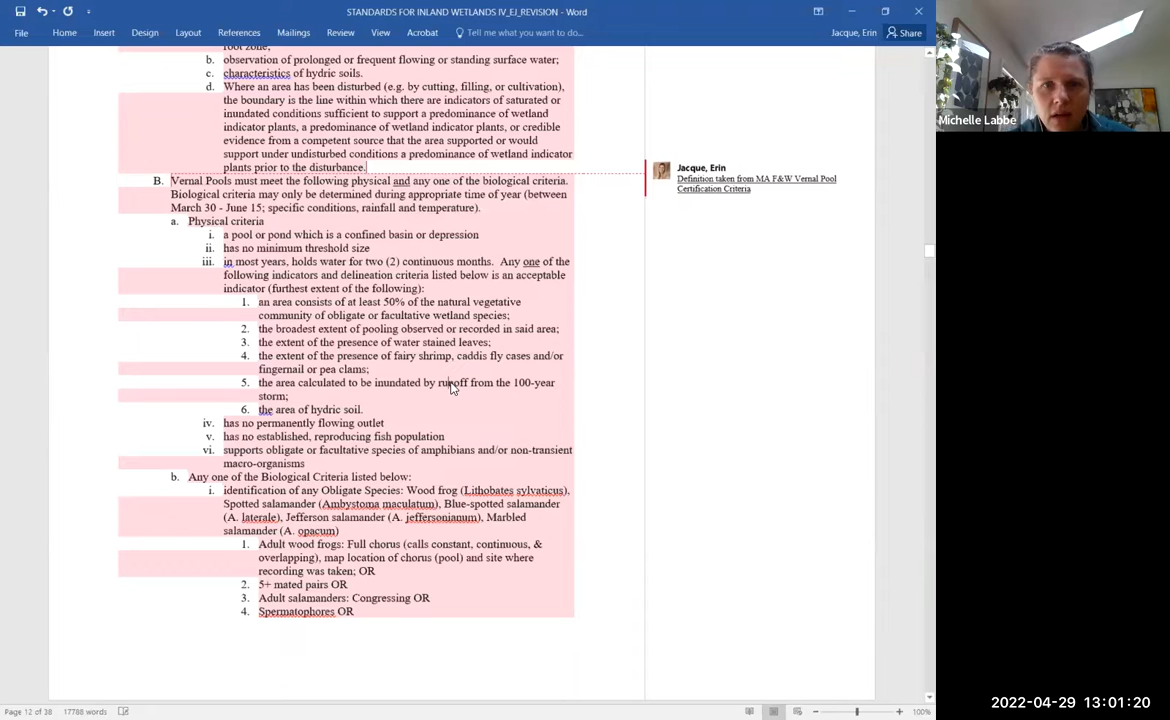 STANDARDS FOR INLAND WETLANDS IV_EJ_REVISION - Word
File Home Insert Design Layout References Mailings Review View Acrobat Tell me what you want to do... Jacque, Erin Share
root zone;
b. observation of prolonged or frequent flowing or standing surface water;
c. characteristics of hydric soils.
d. Where an area has been disturbed (e.g. by cutting, filling, or cultivation),
the boundary is the line within which there are indicators of saturated or
inundated conditions sufficient to support a predominance of wetland
indicator plants, a predominance of wetland indicator plants, or credible
evidence from a competent source that the area supported or would
support under undisturbed conditions a predominance of wetland indicator
plants prior to the disturbance.
B. Vernal Pools must meet the following physical and any one of the biological criteria.
Biological criteria may only be determined during appropriate time of year (between
March 30 - June 15; specific conditions, rainfall and temperature).
a. Physical criteria
i. a pool or pond which is a confined basin or depression
ii. has no minimum threshold size
iii. in most years, holds water for two (2) continuous months. Any one of the
following indicators and delineation criteria listed below is an acceptable
indicator (furthest extent of the following):
1. an area consists of at least 50% of the natural vegetative
community of obligate or facultative wetland species;
2. the broadest extent of pooling observed or recorded in said area;
3. the extent of the presence of water stained leaves;
4. the extent of the presence of fairy shrimp, caddis fly cases and/or
fingernail or pea clams;
5. the area calculated to be inundated by runoff from the 100-year
storm;
6. the area of hydric soil.
iv. has no permanently flowing outlet
v. has no established, reproducing fish population
vi. supports obligate or facultative species of amphibians and/or non-transient
macro-organisms
b. Any one of the Biological Criteria listed below:
i. identification of any Obligate Species: Wood frog (Lithobates sylvaticus),
Spotted salamander (Ambystoma maculatum), Blue-spotted salamander
(A. laterale), Jefferson salamander (A. jeffersonianum), Marbled
salamander (A. opacum)
1. Adult wood frogs: Full chorus (calls constant, continuous, &
overlapping), map location of chorus (pool) and site where
recording was taken; OR
2. 5+ mated pairs OR
3. Adult salamanders: Congressing OR
4. Spermatophores OR
Jacque, Erin
Definition taken from MA F&W Vernal Pool
Certification Criteria
Michelle Labbe
Page 12 of 38 17788 words
100%
2022-04-29 13:01:20